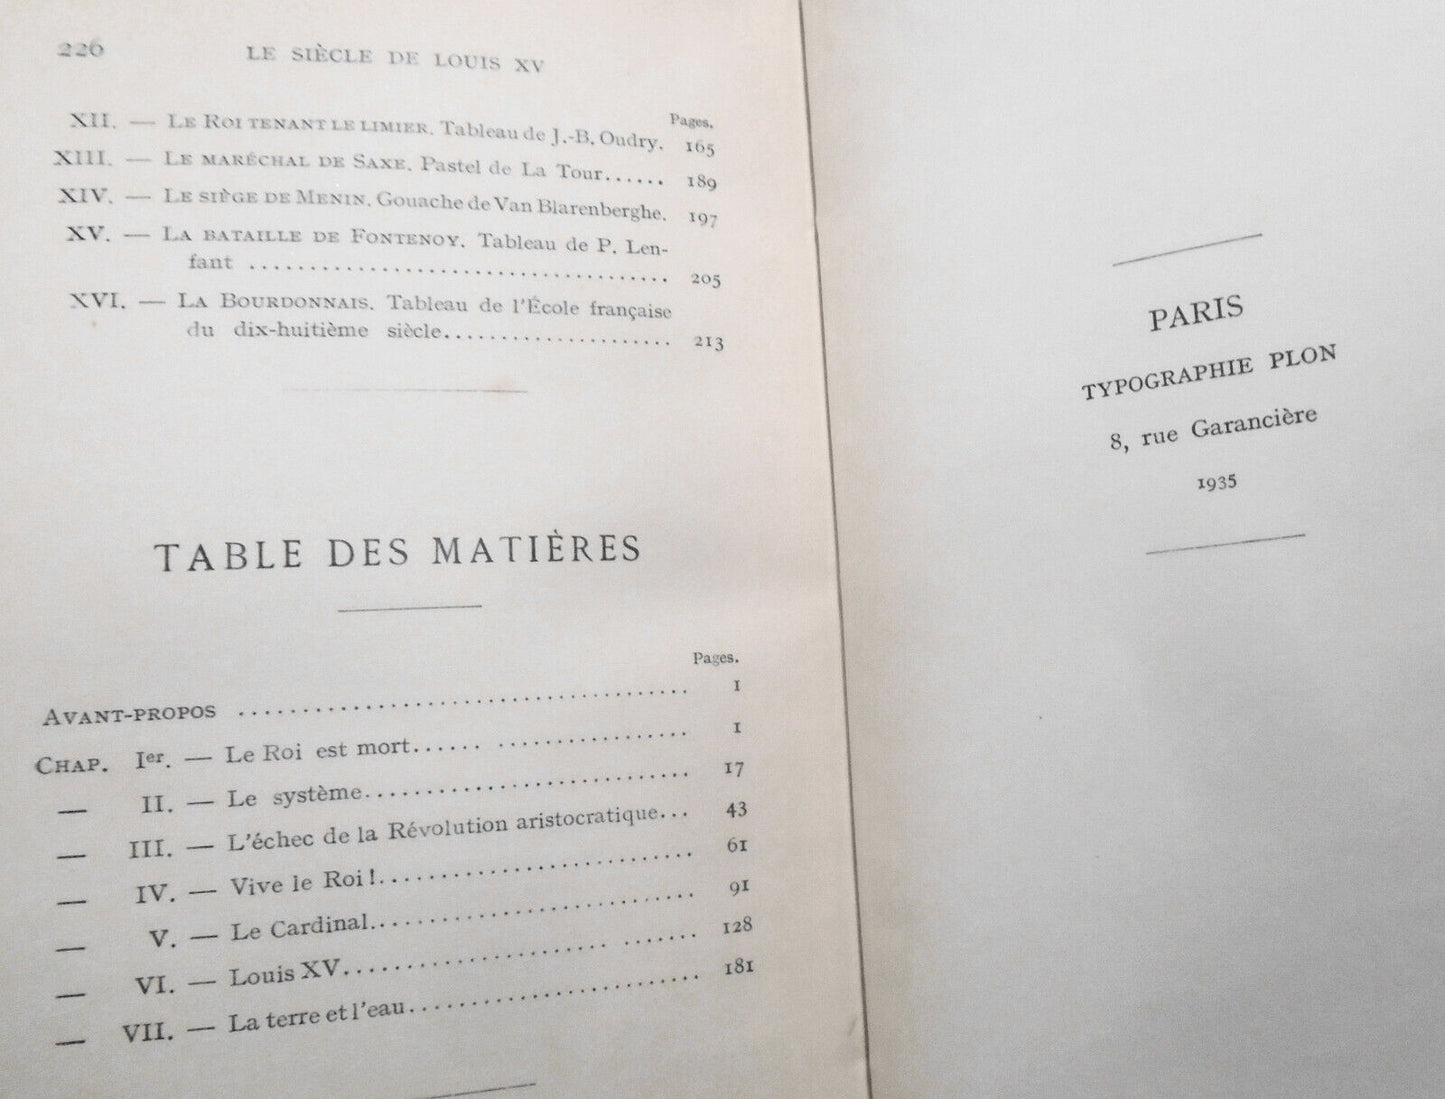 226 LE SIÈCLE DE LOUIS XV
Pages.
XII. — LE ROI TENANT LE LIMIER. Tableau de J.-B. Oudry. 165
XIII. — LE MARÉCHAL DE SAXE. Pastel de La Tour...... 189
XIV. — LE SIÈGE DE MENIN. Gouache de Van Blarenberghe. 197
XV. — LA BATAILLE DE FONTENOY. Tableau de P. Len-
fant .................................. 205
XVI. — LA BOURDONNAIS. Tableau de l'École française
du dix-huitième siècle..................... 213
TABLE DES MATIÈRES
Pages.
AVANT-PROPOS .................................... 1
CHAP. Ier. — Le Roi est mort...... ................. 1
— II. — Le système.......................... 17
— III. — L'échec de la Révolution aristocratique... 43
— IV. — Vive le Roi!......................... 61
— V. — Le Cardinal.......................... 91
— VI. — Louis XV..................... ...... 128
— VII. — La terre et l'eau....................... 181
PARIS
TYPOGRAPHIE PLON
8, rue Garancière
1935